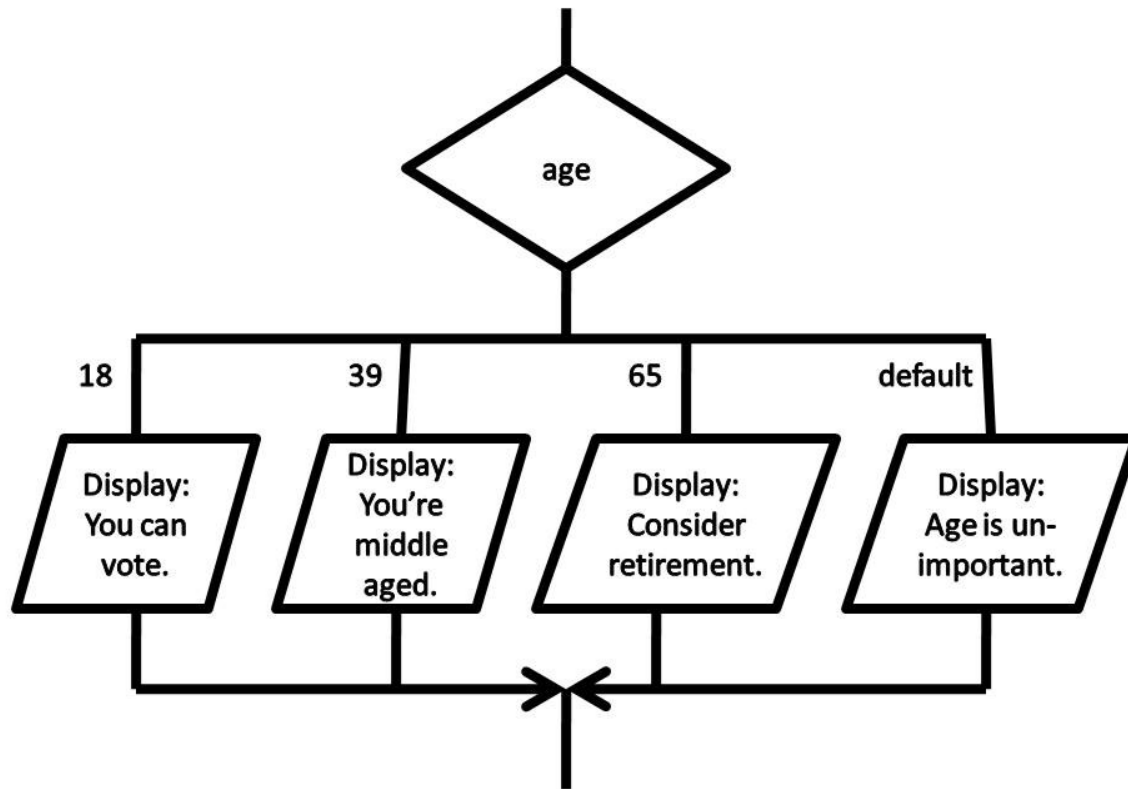 age
18
39
65
default
Display:
You can
vote.
Display:
You’re
middle
aged.
Display:
Consider
retirement.
Display:
Age is un-
important.